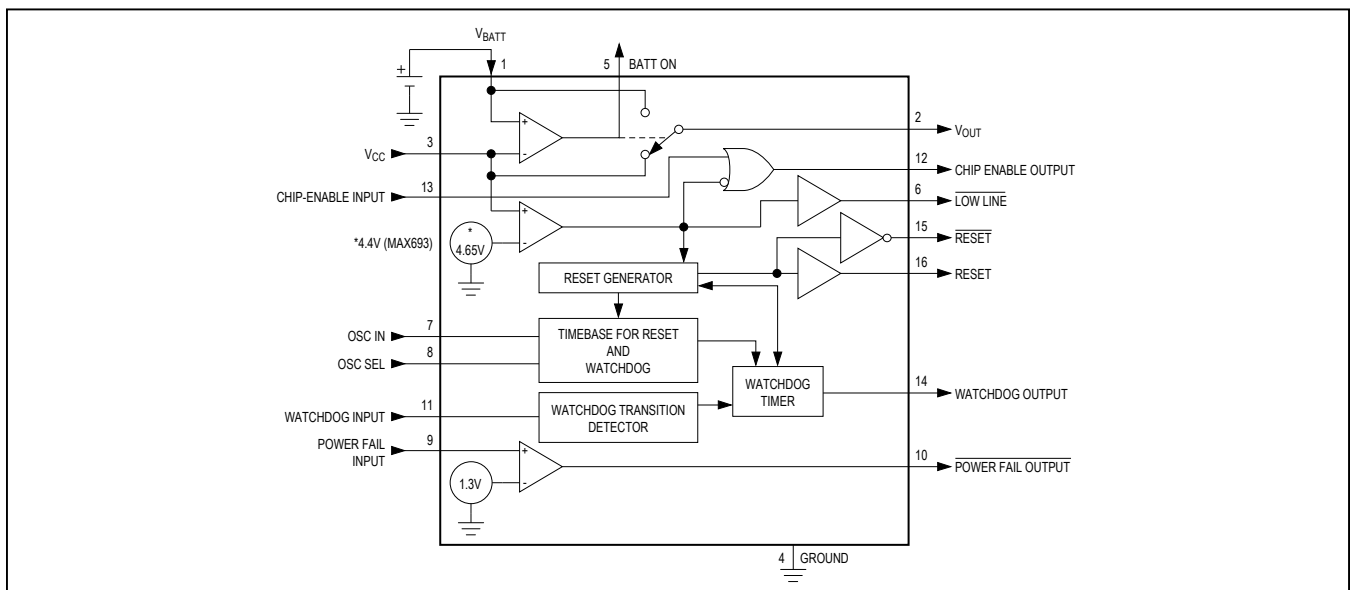 VBATT
1
5 BATT ON
+
+
-
3
VCC
2
VOUT
12
CHIP ENABLE OUTPUT
13
CHIP-ENABLE INPUT
6
LOW LINE
+
-
*
4.65V
*4.4V (MAX693)
15
RESET
16
RESET
RESET GENERATOR
7
OSC IN
8
OSC SEL
TIMEBASE FOR RESET
AND
WATCHDOG
WATCHDOG
TIMER
14
WATCHDOG OUTPUT
11
WATCHDOG INPUT
WATCHDOG TRANSITION
DETECTOR
9
POWER FAIL
INPUT
+
-
1.3V
10
POWER FAIL OUTPUT
4 GROUND